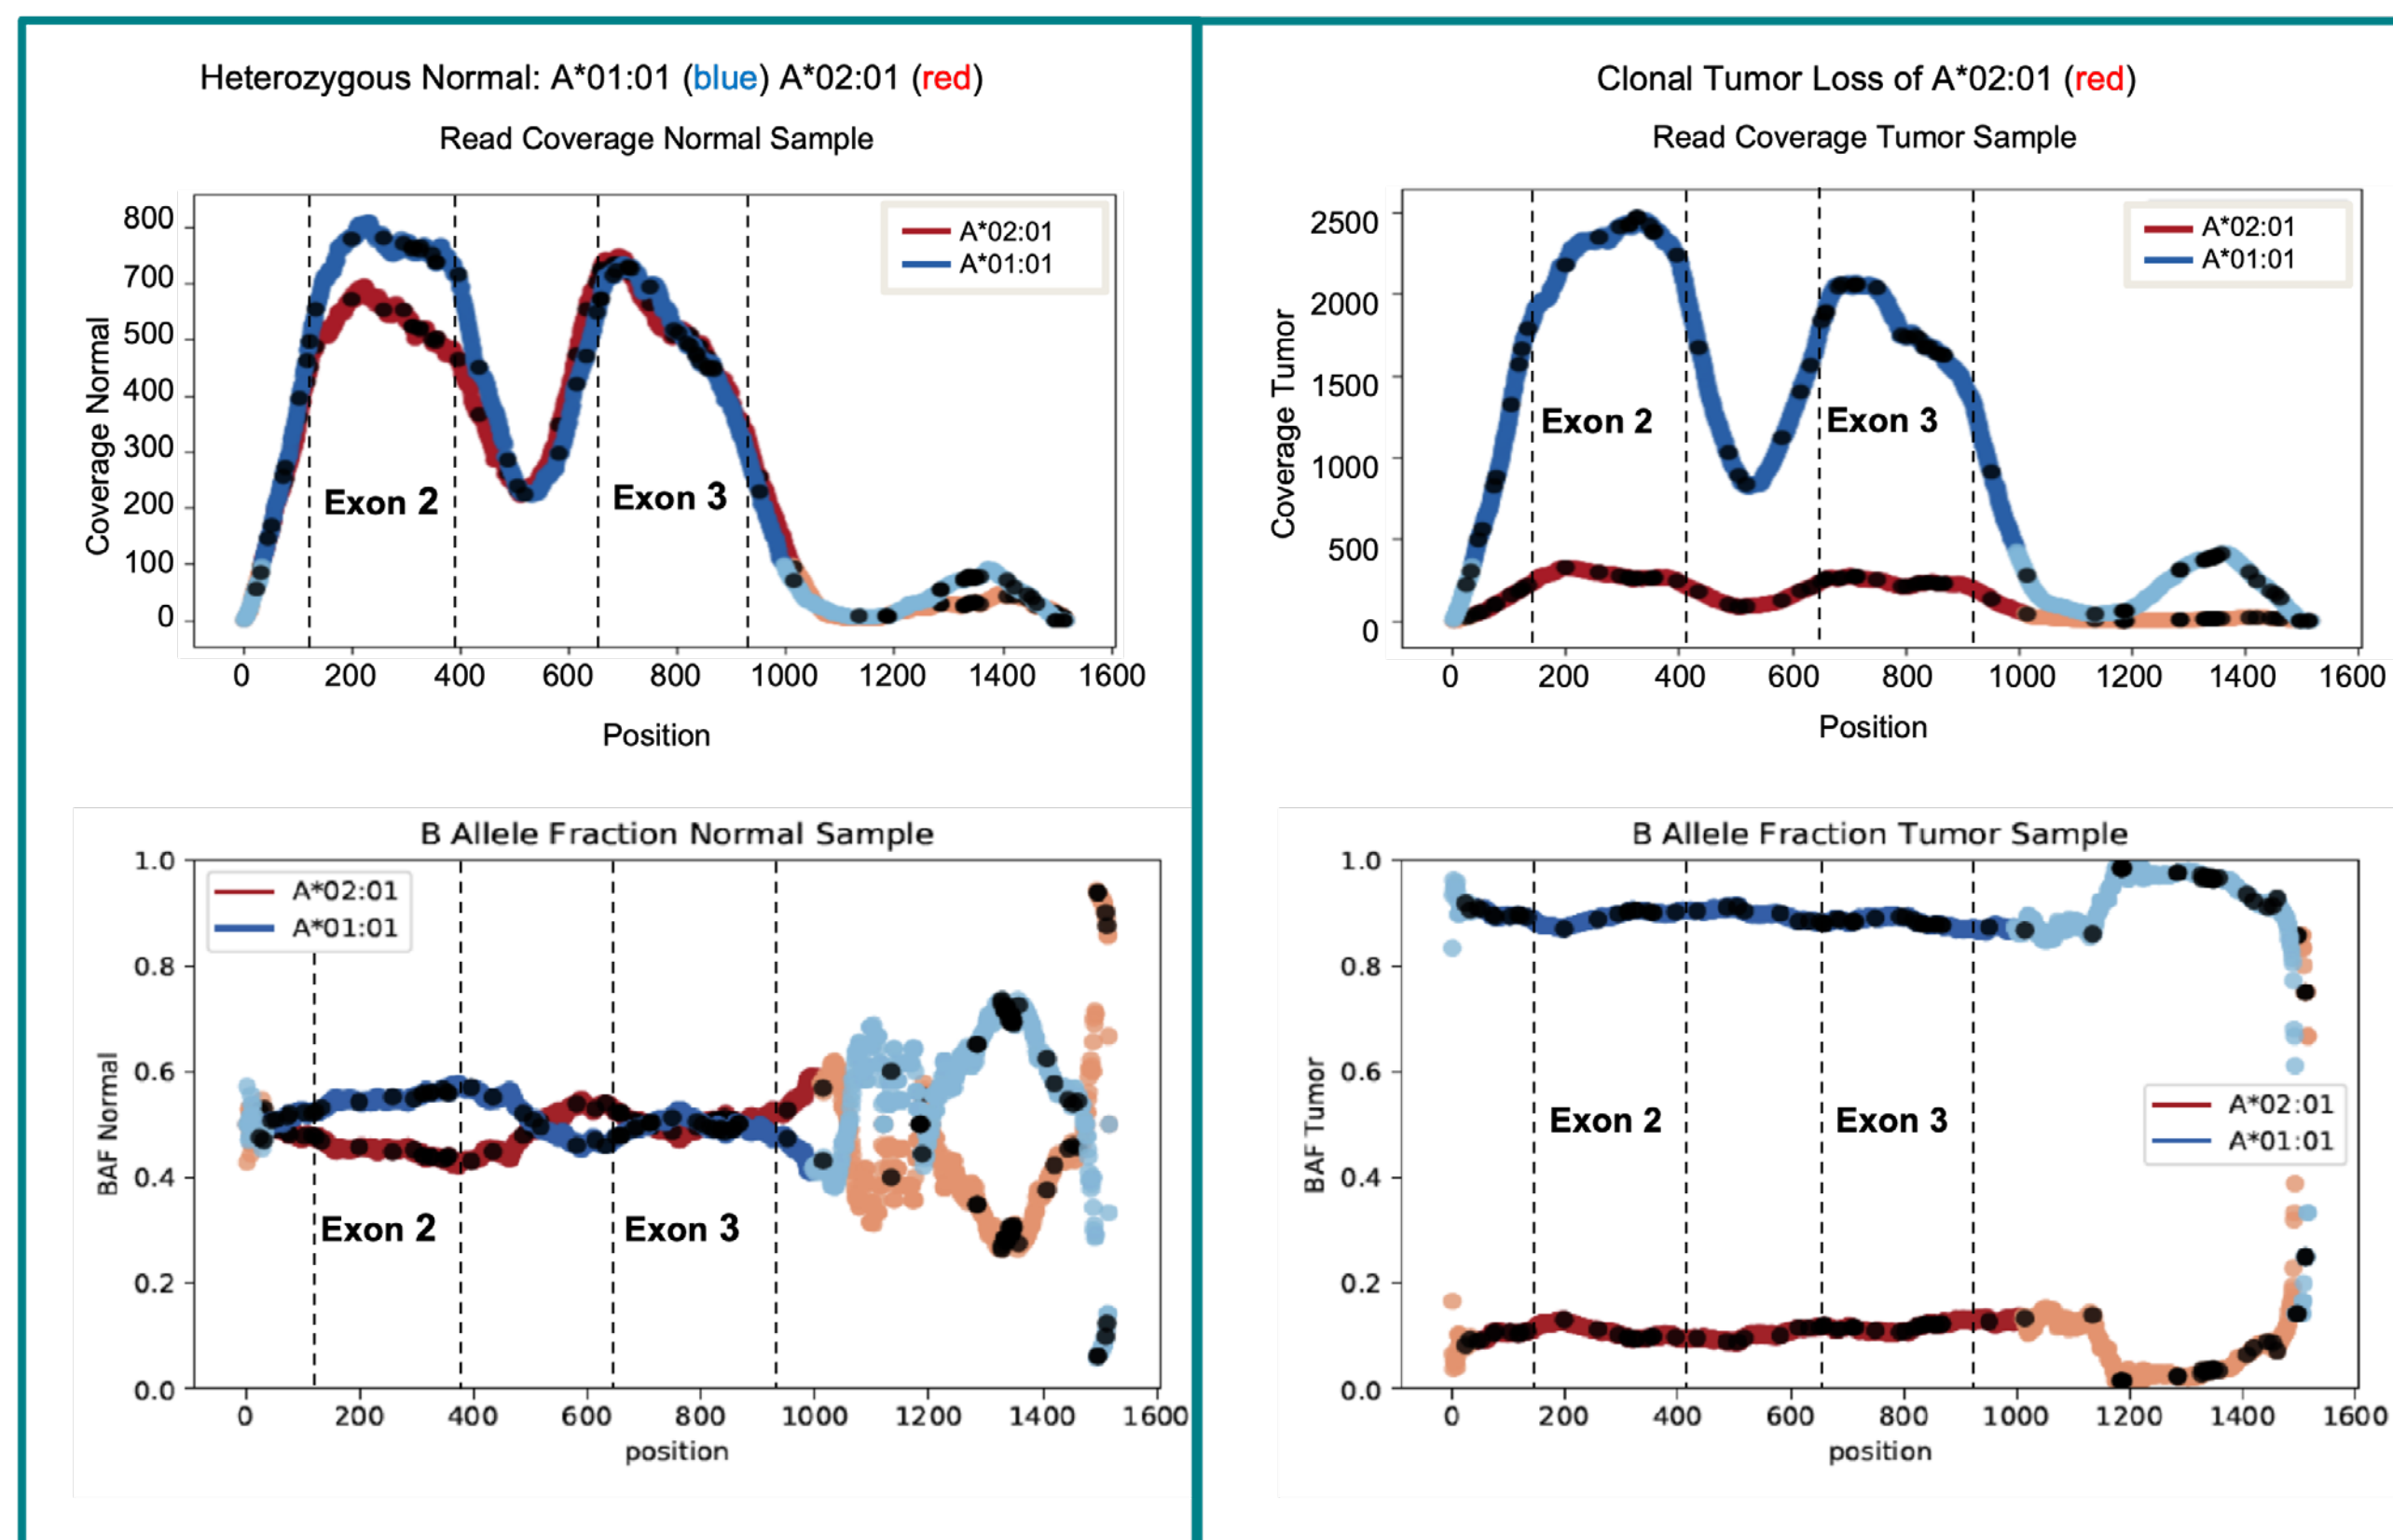 Heterozygous Normal: A*01:01 (blue) A*02:01 (red)
Read Coverage Normal Sample
Coverage Normal
800
700
500
400
300
200
100
0
A*02:01
A*01:01
Exon 2
Exon 3
0 200 400 600 800 1000 1200 1400 1600
Position
B Allele Fraction Normal Sample
BAF Normal
1.0
0.8
0.6
0.4
0.2
0.0
A*02:01
A*01:01
Exon 2
Exon 3
0 200 400 600 800 1000 1200 1400 1600
position
Clonal Tumor Loss of A*02:01 (red)
Read Coverage Tumor Sample
Coverage Tumor
2500
2000
1500
1000
500
0
A*02:01
A*01:01
Exon 2
Exon 3
0 200 400 600 800 1000 1200 1400 1600
Position
B Allele Fraction Tumor Sample
BAF Tumor
1.0
0.8
0.6
0.4
0.2
0.0
Exon 2
Exon 3
A*02:01
A*01:01
0 200 400 600 800 1000 1200 1400 1600
position